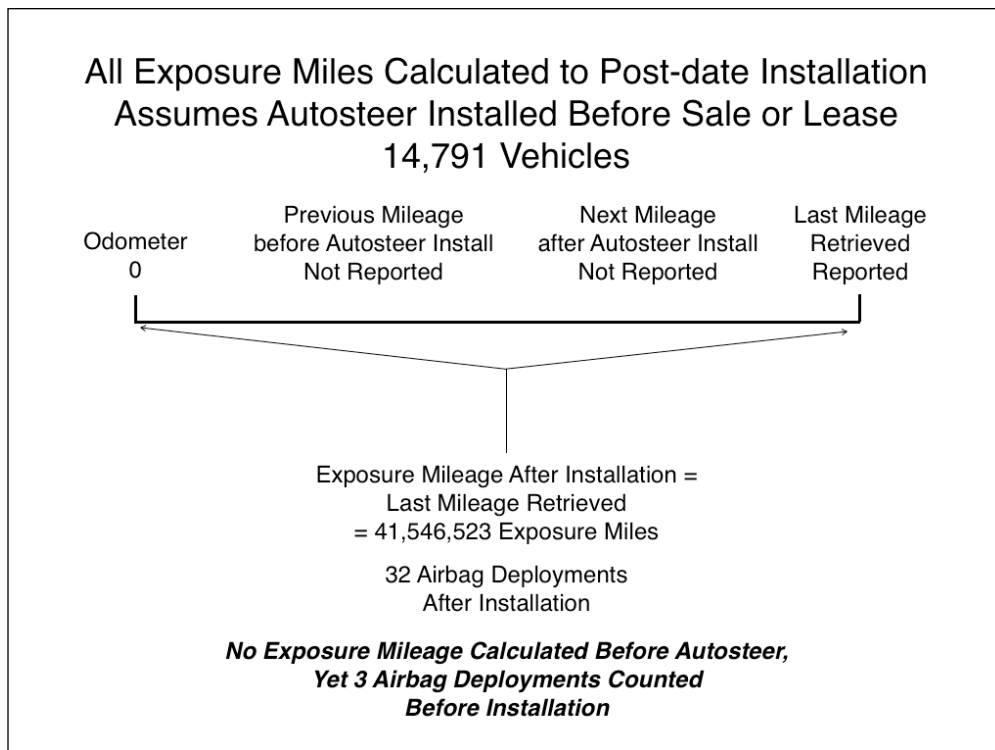 All Exposure Miles Calculated to Post-date Installation
Assumes Autosteer Installed Before Sale or Lease
14,791 Vehicles
Odometer
0
Previous Mileage
before Autosteer Install
Not Reported
Next Mileage
after Autosteer Install
Not Reported
Last Mileage
Retrieved
Reported
Exposure Mileage After Installation =
Last Mileage Retrieved
= 41,546,523 Exposure Miles
32 Airbag Deployments
After Installation
No Exposure Mileage Calculated Before Autosteer,
Yet 3 Airbag Deployments Counted
Before Installation